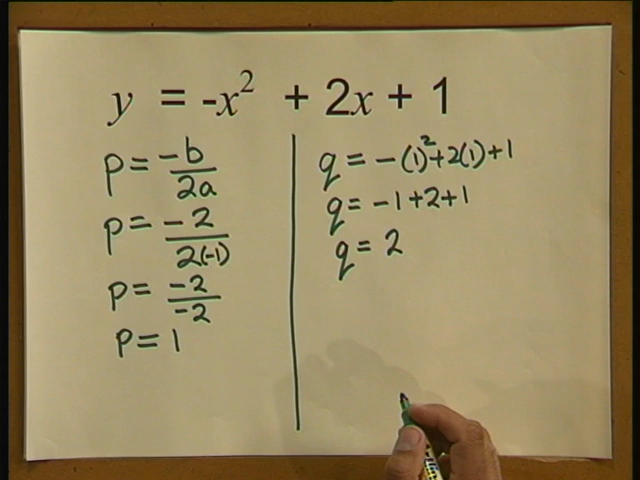 y = -x² + 2x + 1
p = -b/2a
p = -2/2(-1)
p = -2/-2
p = 1
q = -(1)²+2(1)+1
q = -1+2+1
q = 2